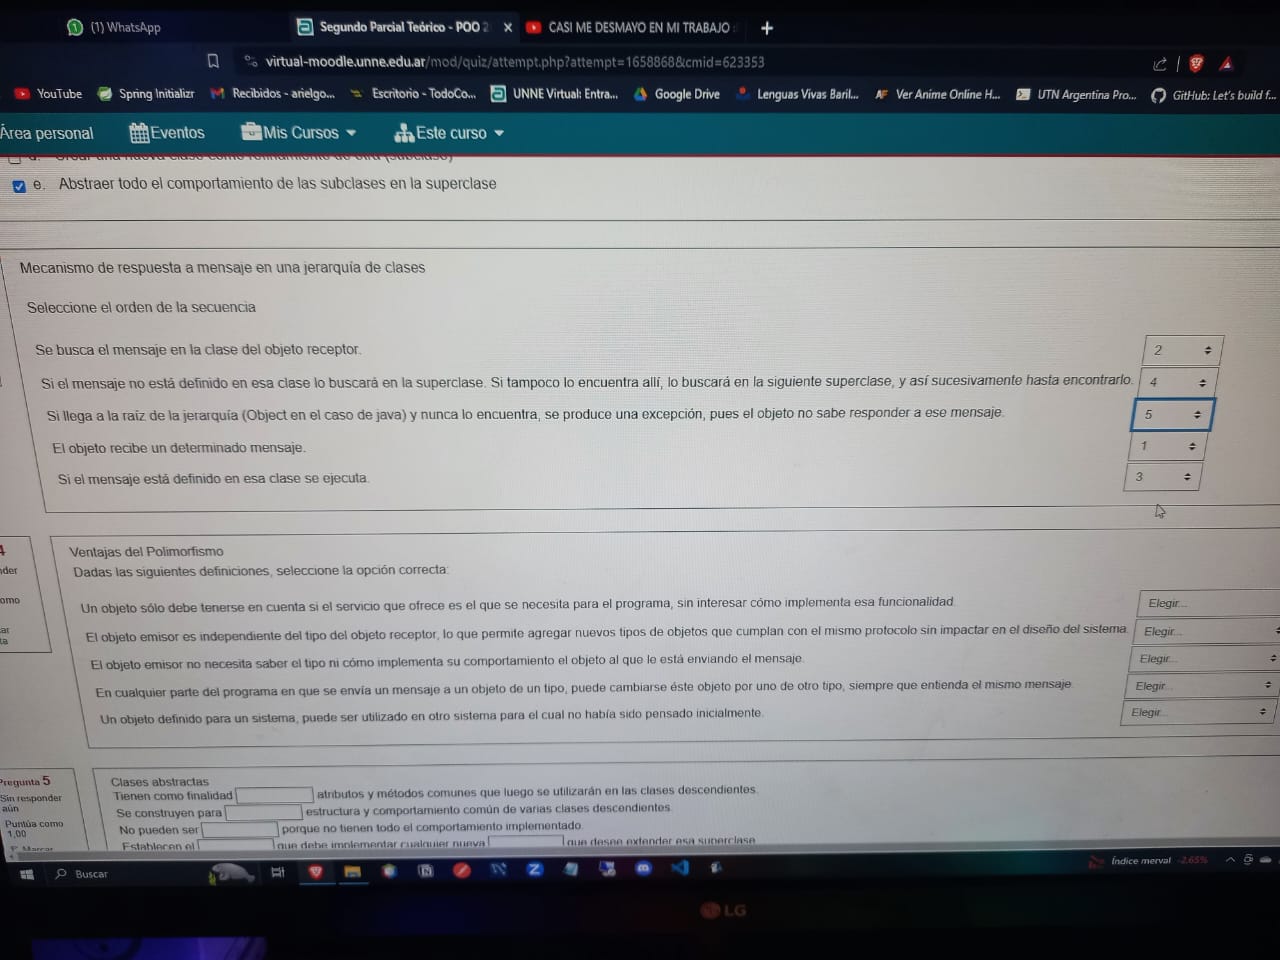 (1) WhatsApp
Segundo Parcial Teórico - POO 2
CASI ME DESMAYO EN MI TRABAJO
virtual-moodle.unne.edu.ar/mod/quiz/attempt.php?attempt=1658868&cmid=623353
YouTube
Spring Initializr
Recibidos - arielgo...
Escritorio - TodoCo...
UNNE Virtual: Entra...
Google Drive
Lenguas Vivas Baril...
Ver Anime Online H...
UTN Argentina Pro...
GitHub: Let's build f...
Área personal
Eventos
Mis Cursos
Este curso
e. Abstraer todo el comportamiento de las subclases en la superclase
Mecanismo de respuesta a mensaje en una jerarquía de clases
Seleccione el orden de la secuencia
Se busca el mensaje en la clase del objeto receptor. 2
Si el mensaje no está definido en esa clase lo buscará en la superclase. Si tampoco lo encuentra allí, lo buscará en la siguiente superclase, y así sucesivamente hasta encontrarlo. 4
Si llega a la raíz de la jerarquía (Object en el caso de java) y nunca lo encuentra, se produce una excepción, pues el objeto no sabe responder a ese mensaje. 5
El objeto recibe un determinado mensaje. 1
Si el mensaje está definido en esa clase se ejecuta. 3
Ventajas del Polimorfismo
Dadas las siguientes definiciones, seleccione la opción correcta:
Un objeto sólo debe tenerse en cuenta si el servicio que ofrece es el que se necesita para el programa, sin interesar cómo implementa esa funcionalidad. Elegir...
El objeto emisor es independiente del tipo del objeto receptor, lo que permite agregar nuevos tipos de objetos que cumplan con el mismo protocolo sin impactar en el diseño del sistema. Elegir...
El objeto emisor no necesita saber el tipo ni cómo implementa su comportamiento el objeto al que le está enviando el mensaje. Elegir...
En cualquier parte del programa en que se envía un mensaje a un objeto de un tipo, puede cambiarse éste objeto por uno de otro tipo, siempre que entienda el mismo mensaje. Elegir...
Un objeto definido para un sistema, puede ser utilizado en otro sistema para el cual no había sido pensado inicialmente. Elegir...
Pregunta 5
Sin responder
aún
Puntúa como
1,00
Marcar
Clases abstractas
Tienen como finalidad atributos y métodos comunes que luego se utilizarán en las clases descendientes.
Se construyen para estructura y comportamiento común de varias clases descendientes.
No pueden ser porque no tienen todo el comportamiento implementado.
Establecen el que debe implementar cualquier nueva que desee extender esa superclase
Buscar
Índice merval -2,65%
LG